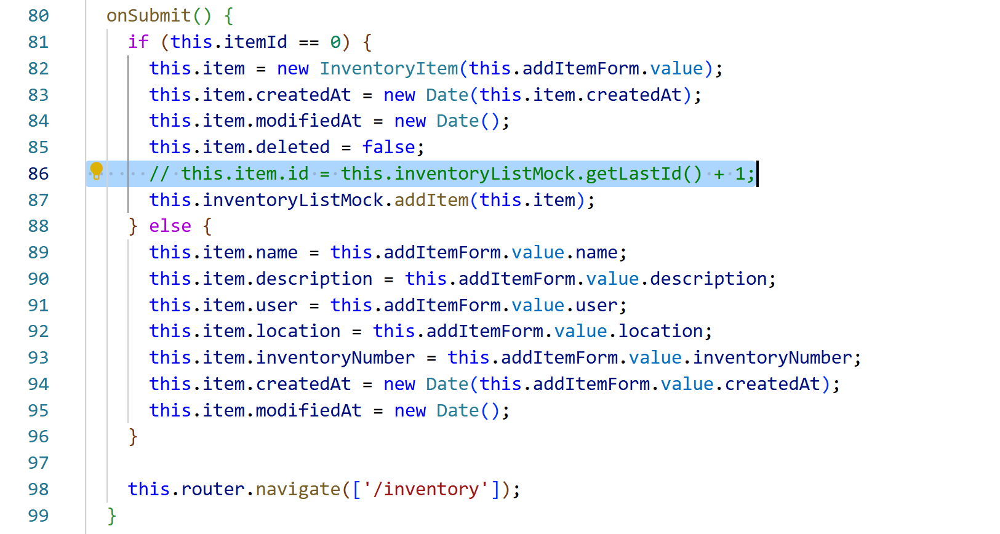 80 onSubmit() {
81 if (this.itemId == 0) {
82 this.item = new InventoryItem(this.addItemForm.value);
83 this.item.createdAt = new Date(this.item.createdAt);
84 this.item.modifiedAt = new Date();
85 this.item.deleted = false;
86 // this.item.id = this.inventoryListMock.getLastId() + 1;
87 this.inventoryListMock.addItem(this.item);
88 } else {
89 this.item.name = this.addItemForm.value.name;
90 this.item.description = this.addItemForm.value.description;
91 this.item.user = this.addItemForm.value.user;
92 this.item.location = this.addItemForm.value.location;
93 this.item.inventoryNumber = this.addItemForm.value.inventoryNumber;
94 this.item.createdAt = new Date(this.addItemForm.value.createdAt);
95 this.item.modifiedAt = new Date();
96 }
97
98 this.router.navigate(['/inventory']);
99 }